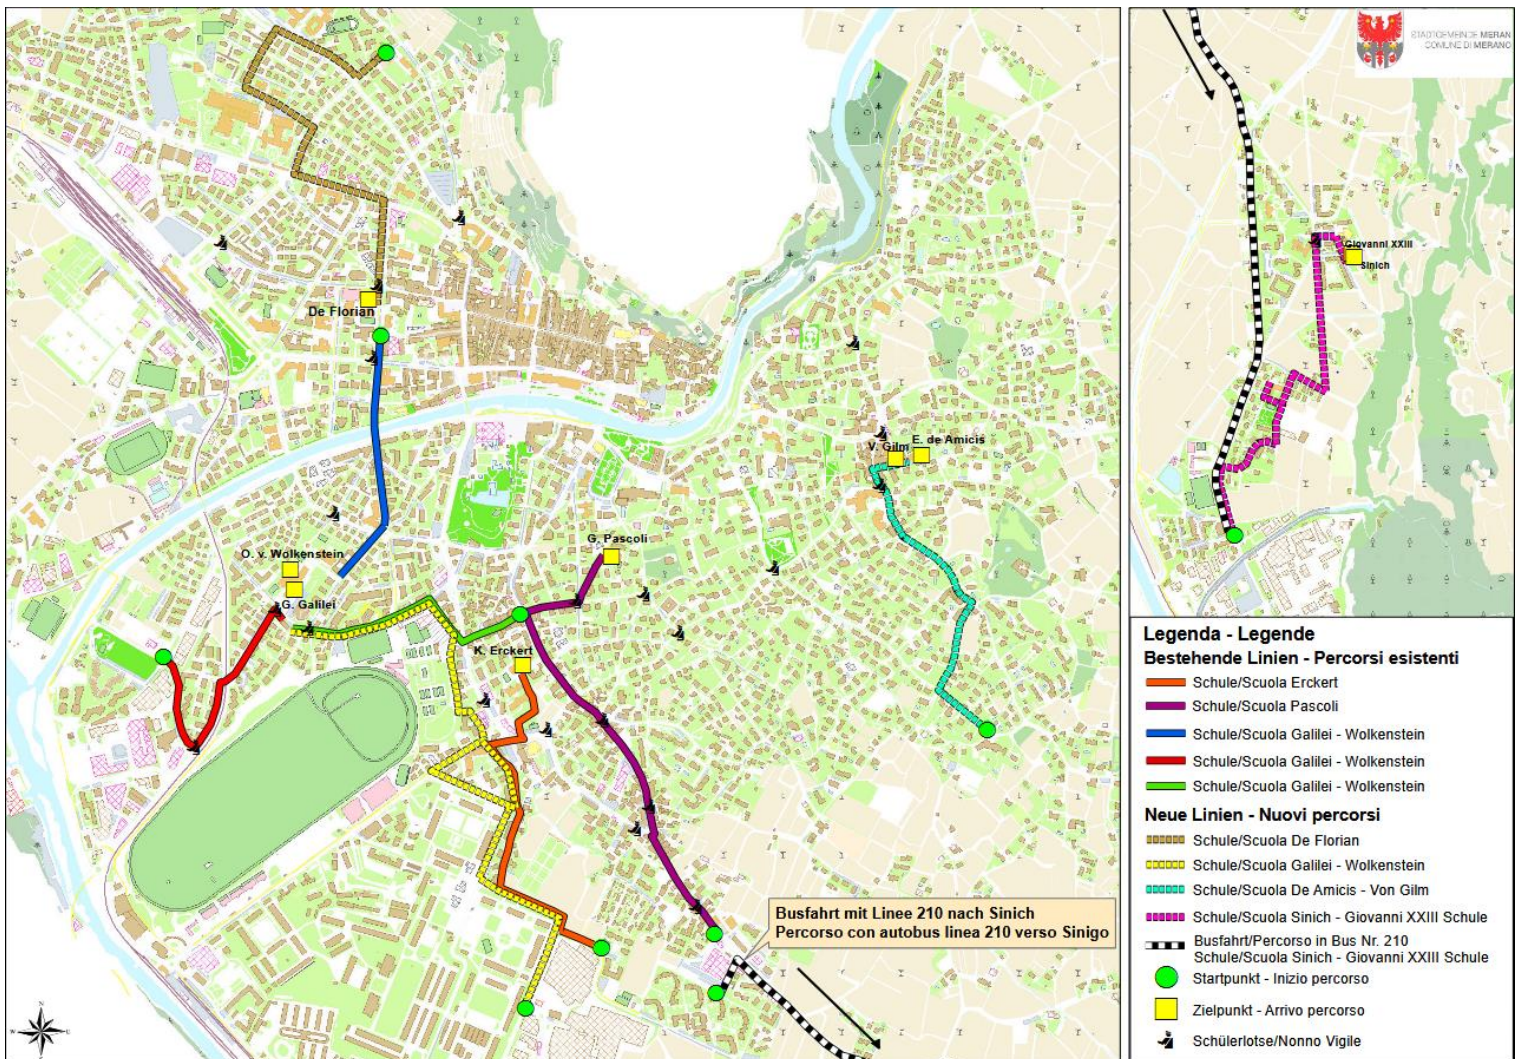 STADTGEMEINDE MERAN
COMUNE DI MERANO
De Florian
O. v. Wolkenstein
G. Galilei
G. Pascoli
K. Erckert
V. Gilm
E. de Amicis
Giovanni XXIII
Sinich
Busfahrt mit Linee 210 nach Sinich
Percorso con autobus linea 210 verso Sinigo
N
W
E
S
Legenda - Legende
Bestehende Linien - Percorsi esistenti
Schule/Scuola Erckert
Schule/Scuola Pascoli
Schule/Scuola Galilei - Wolkenstein
Schule/Scuola Galilei - Wolkenstein
Schule/Scuola Galilei - Wolkenstein
Neue Linien - Nuovi percorsi
Schule/Scuola De Florian
Schule/Scuola Galilei - Wolkenstein
Schule/Scuola De Amicis - Von Gilm
Schule/Scuola Sinich - Giovanni XXIII Schule
Busfahrt/Percorso in Bus Nr. 210
Schule/Scuola Sinich - Giovanni XXIII Schule
Startpunkt - Inizio percorso
Zielpunkt - Arrivo percorso
Schülerlotse/Nonno Vigile